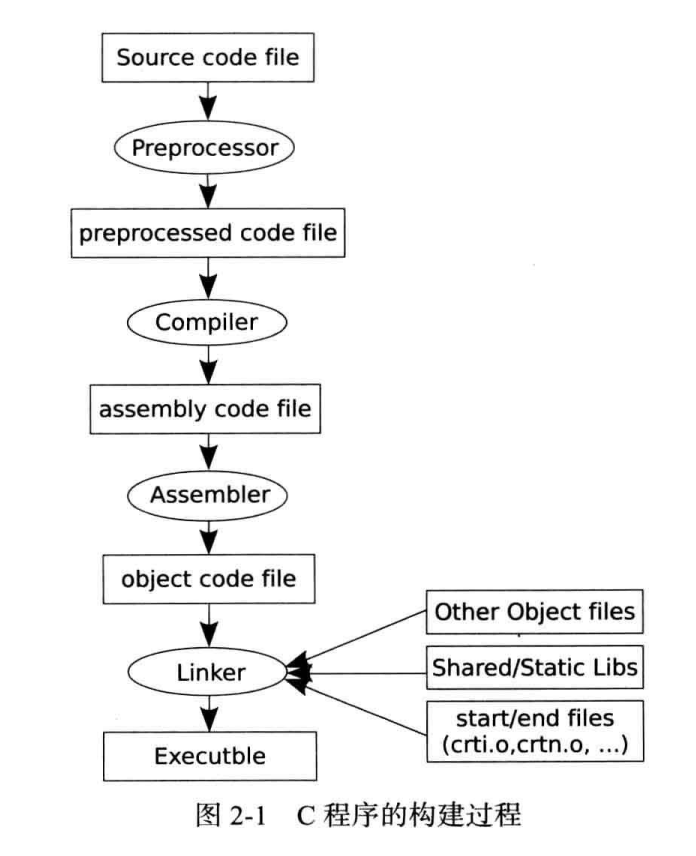 Source code file
Preprocessor
preprocessed code file
Compiler
assembly code file
Assembler
object code file
Other Object files
Linker
Shared/Static Libs
start/end files
(crti.o,crtn.o, ...)
Executble
图 2-1 C 程序的构建过程